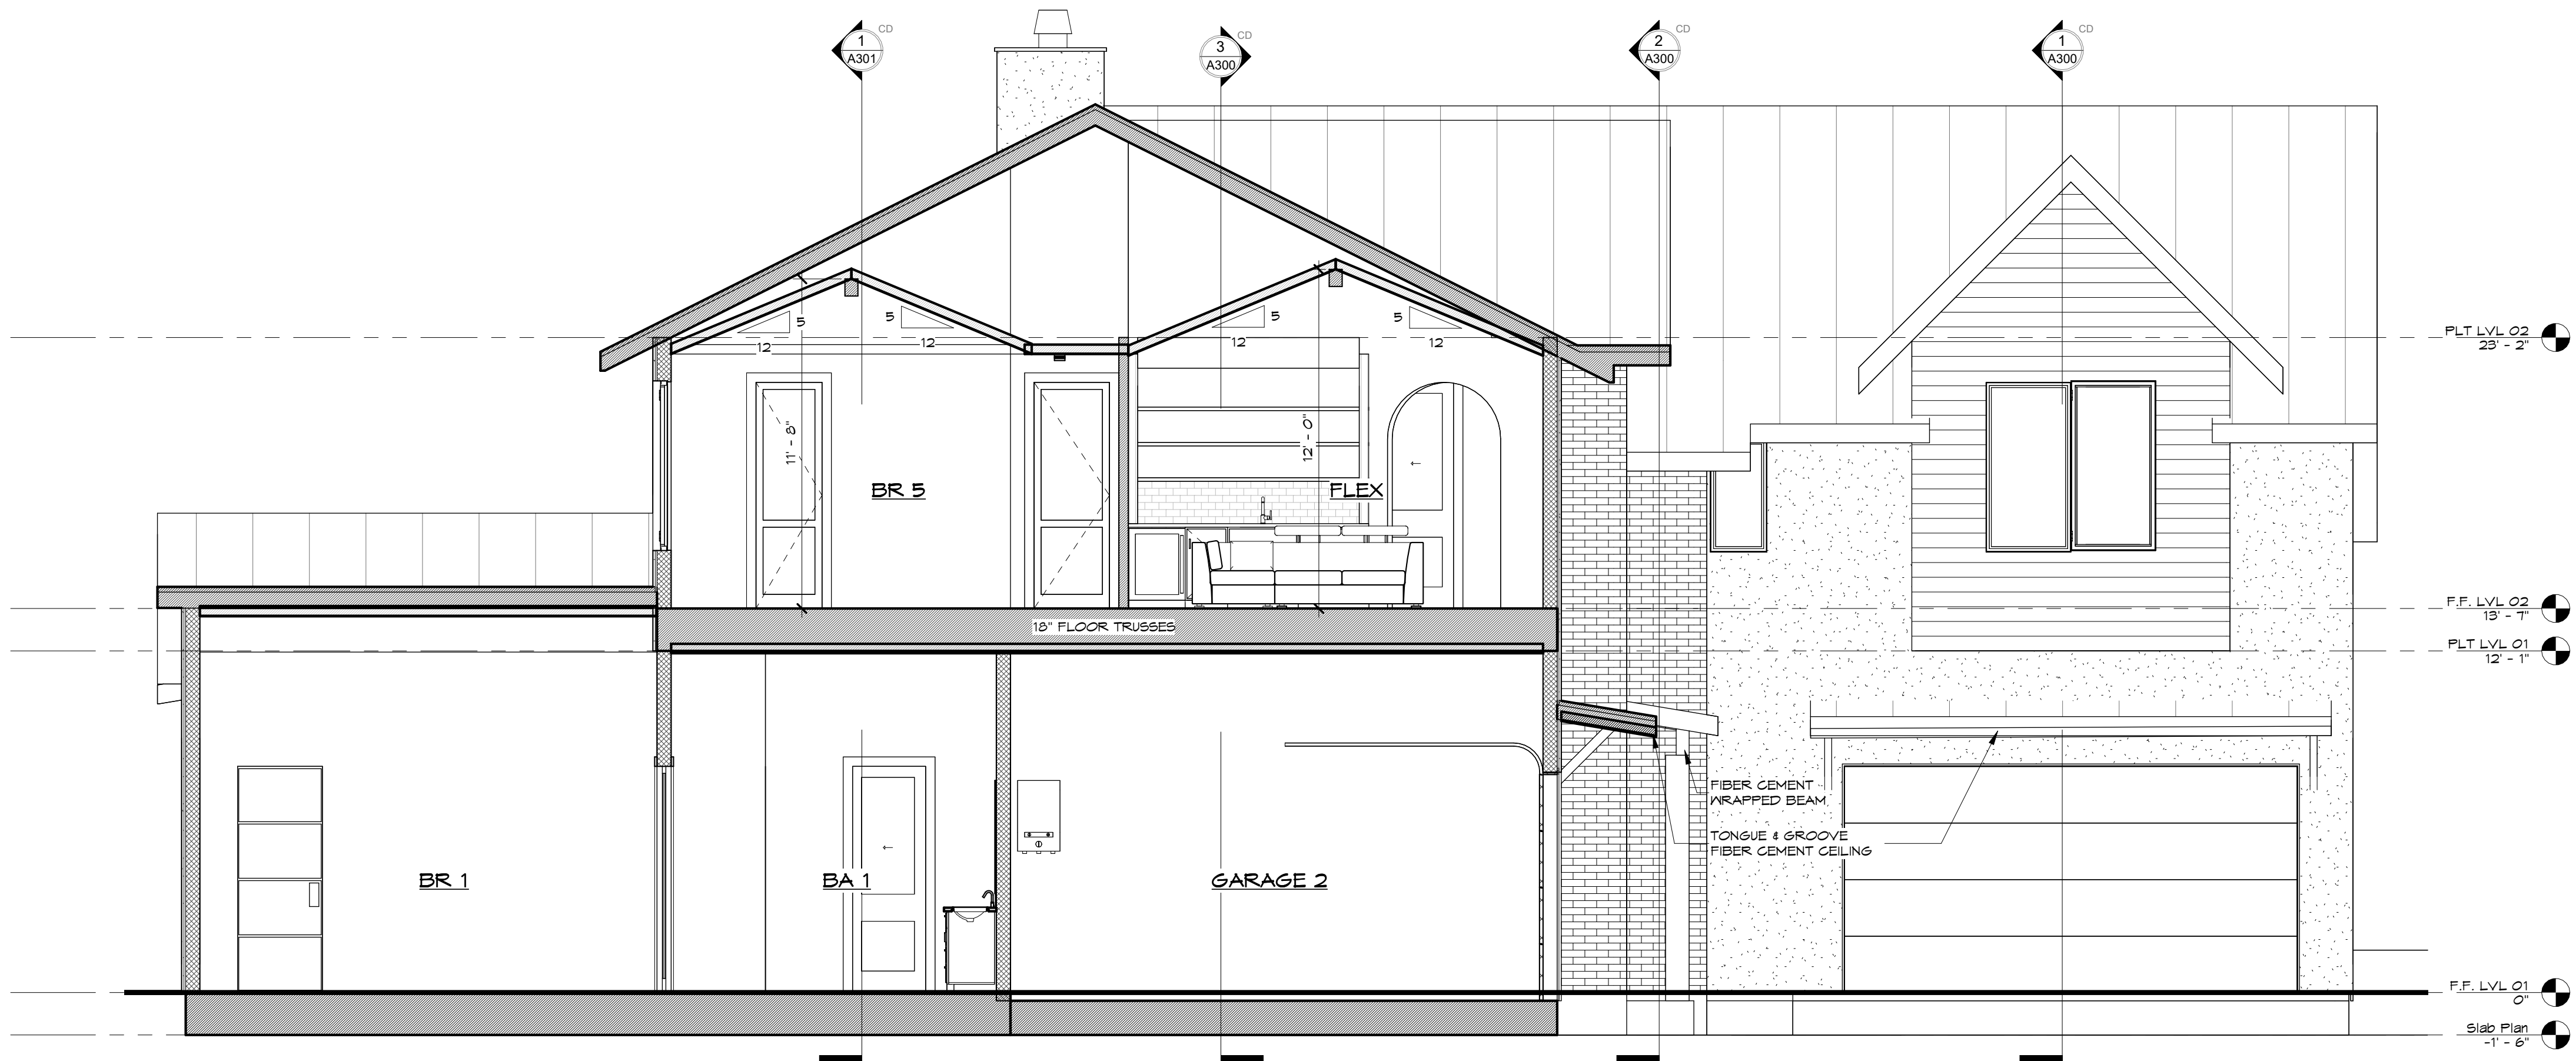 1
A301
CD
3
A300
CD
2
A300
CD
1
A300
CD
PLT LVL 02
23' - 2"
5
12
5
12
5
12
5
12
11' - 8"
12' - 0"
BR 5
FLEX
F.F. LVL 02
13' - 7"
18" FLOOR TRUSSES
PLT LVL 01
12' - 1"
FIBER CEMENT
WRAPPED BEAM
TONGUE & GROOVE
FIBER CEMENT CEILING
BR 1
BA 1
GARAGE 2
F.F. LVL 01
0"
Slab Plan
-1' - 6"